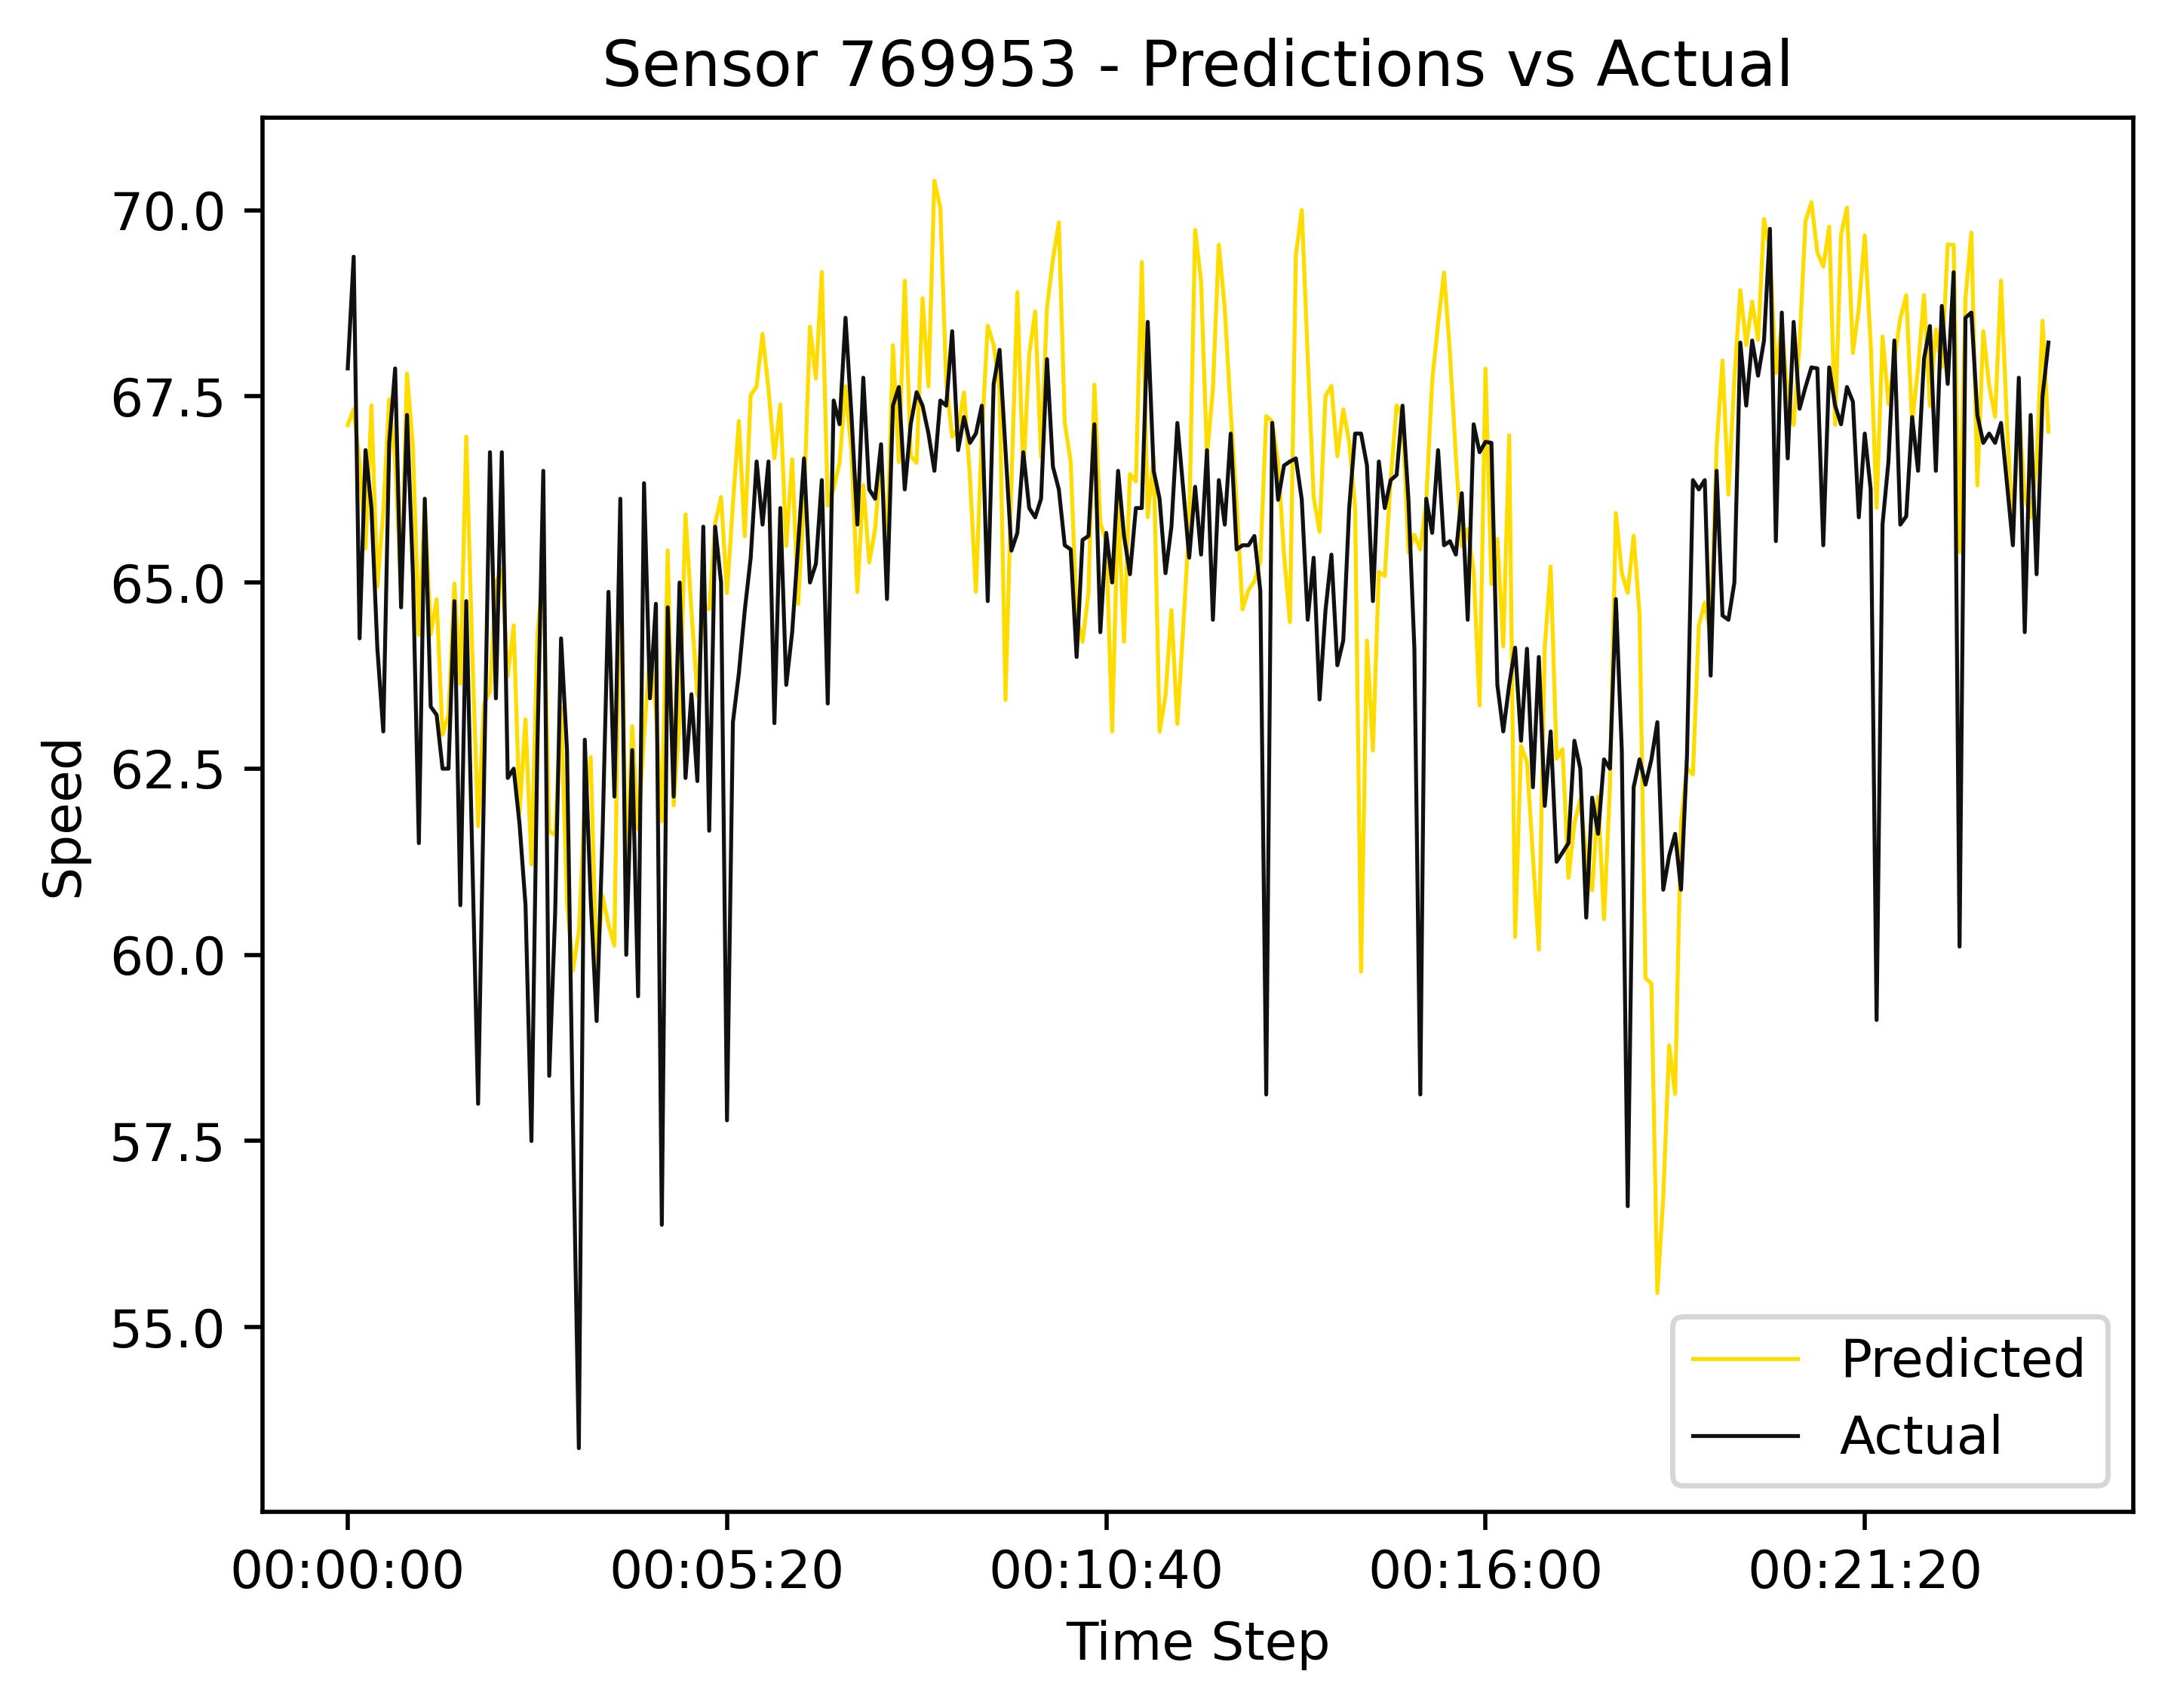 Sensor 769953 - Predictions vs Actual
70.0
67.5
65.0
62.5
60.0
57.5
55.0
Speed
Predicted
Actual
00:00:00 00:05:20 00:10:40 00:16:00 00:21:20
Time Step